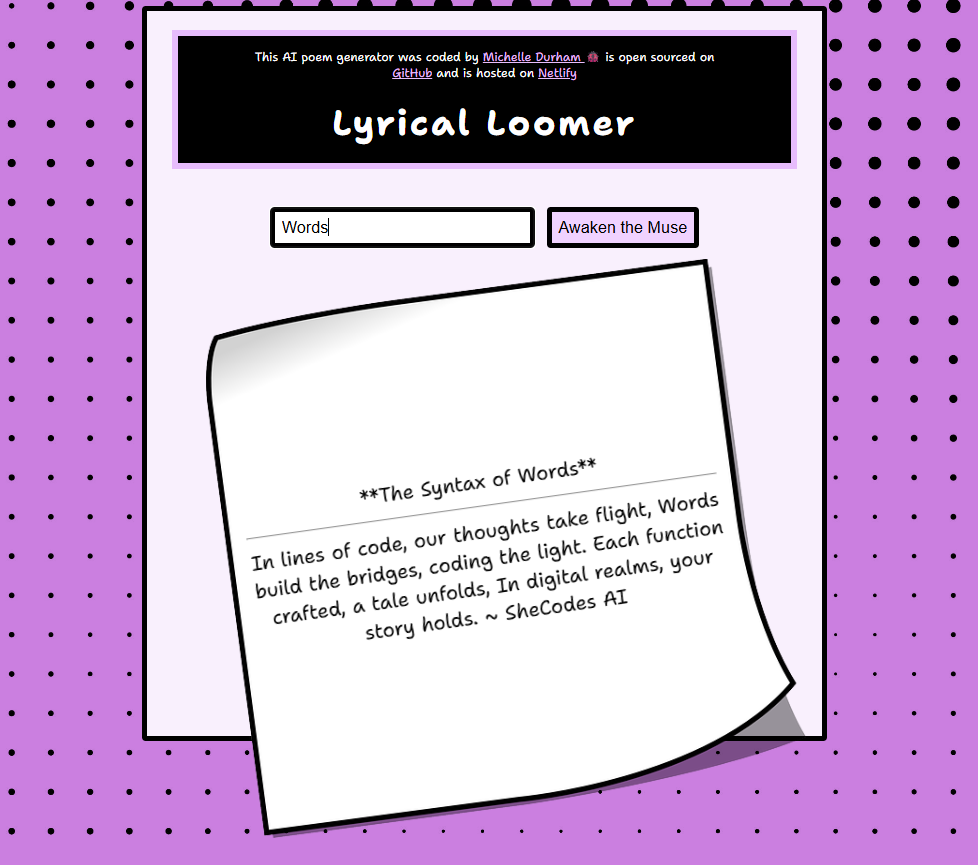 This AI poem generator was coded by Michelle Durham is open sourced on
GitHub and is hosted on Netlify
Lyrical Loomer
Words
Awaken the Muse
**The Syntax of Words**
In lines of code, our thoughts take flight, Words
build the bridges, coding the light. Each function
crafted, a tale unfolds, In digital realms, your
story holds. ~ SheCodes AI